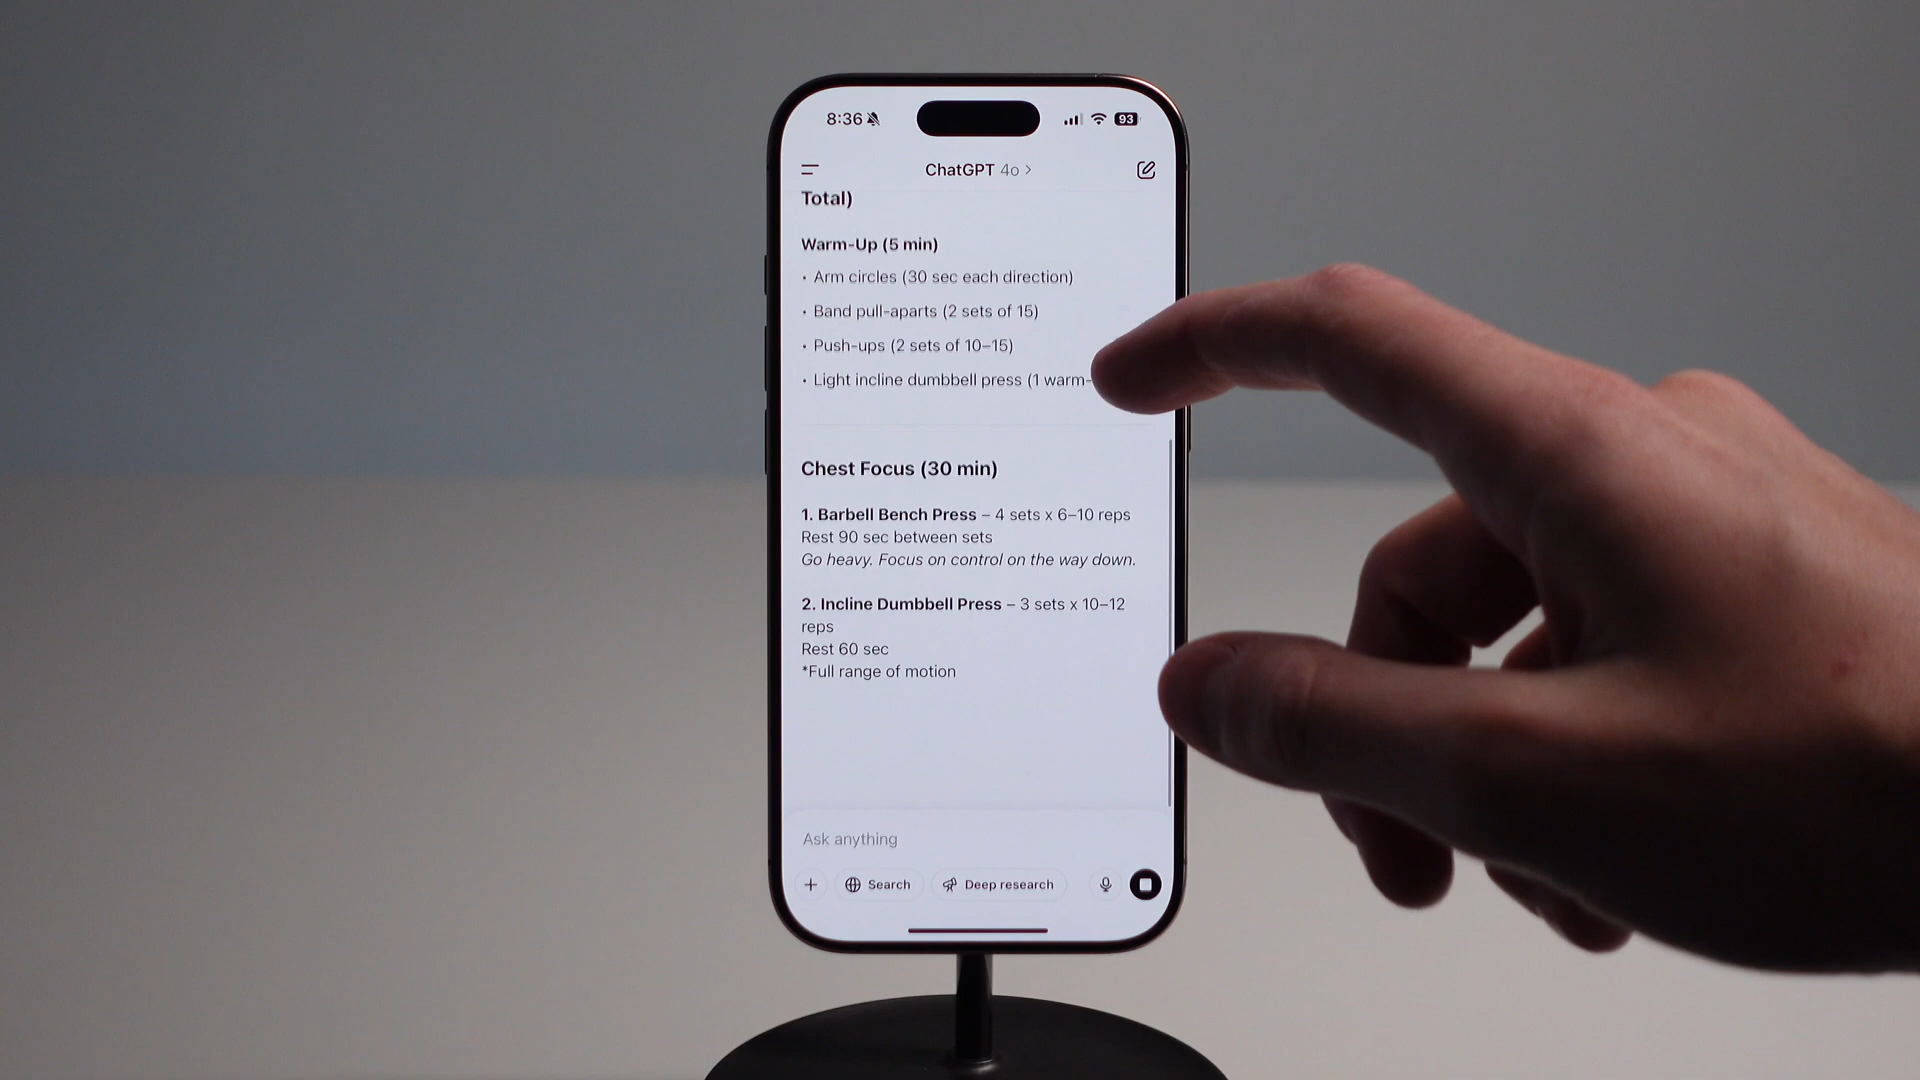 8:36
93
ChatGPT 4o >
Total)
Warm-Up (5 min)
• Arm circles (30 sec each direction)
• Band pull-aparts (2 sets of 15)
• Push-ups (2 sets of 10–15)
• Light incline dumbbell press (1 warm-
Chest Focus (30 min)
1. Barbell Bench Press – 4 sets x 6–10 reps
Rest 90 sec between sets
Go heavy. Focus on control on the way down.
2. Incline Dumbbell Press – 3 sets x 10–12
reps
Rest 60 sec
*Full range of motion
Ask anything
Search
Deep research